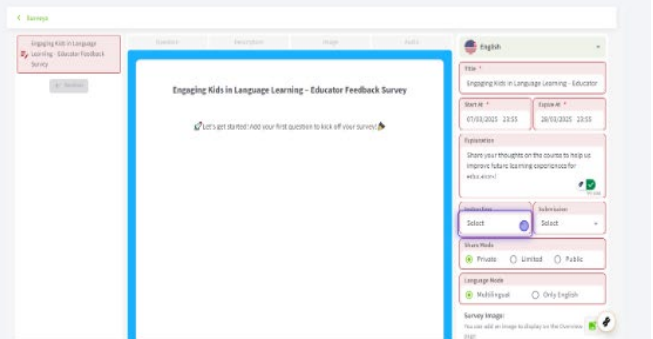 Surveys
Engaging Kids in Language
Learning - Educator Feedback
Survey
Question
Description
Image
Audio
Engaging Kids in Language Learning – Educator Feedback Survey
Let's get started! Add your first question to kick off your survey!
English
Title *
Engaging Kids in Language Learning - Educator
Start At *
Expire At *
07/03/2025 23:55
28/03/2025 23:55
Explanation
Share your thoughts on the course to help us
improve future learning experiences for
educators!
Submission
Select
Select
Share Mode
Private
Limited
Public
Language Mode
Multilingual
Only English
Survey Image:
You can add an image to display on the Overview
page